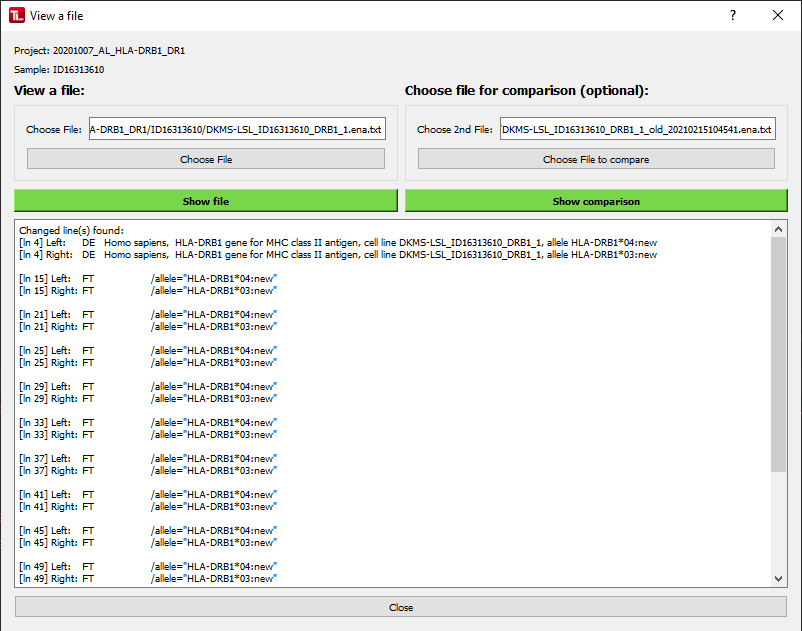 TL View a file ?
Project: 20201007_AL_HLA-DRB1_DR1
Sample: ID16313610
View a file:
Choose file for comparison (optional):
Choose File: A-DRB1_DR1/ID16313610/DKMS-LSL_ID16313610_DRB1_1.ena.txt
Choose 2nd File: DKMS-LSL_ID16313610_DRB1_1_old_20210215104541.ena.txt
Choose File
Choose File to compare
Show file
Show comparison
Changed line(s) found:
[ln 4] Left: DE Homo sapiens, HLA-DRB1 gene for MHC class II antigen, cell line DKMS-LSL_ID16313610_DRB1_1, allele HLA-DRB1*04:new
[ln 4] Right: DE Homo sapiens, HLA-DRB1 gene for MHC class II antigen, cell line DKMS-LSL_ID16313610_DRB1_1, allele HLA-DRB1*03:new
[ln 15] Left: FT /allele="HLA-DRB1*04:new"
[ln 15] Right: FT /allele="HLA-DRB1*03:new"
[ln 21] Left: FT /allele="HLA-DRB1*04:new"
[ln 21] Right: FT /allele="HLA-DRB1*03:new"
[ln 25] Left: FT /allele="HLA-DRB1*04:new"
[ln 25] Right: FT /allele="HLA-DRB1*03:new"
[ln 29] Left: FT /allele="HLA-DRB1*04:new"
[ln 29] Right: FT /allele="HLA-DRB1*03:new"
[ln 33] Left: FT /allele="HLA-DRB1*04:new"
[ln 33] Right: FT /allele="HLA-DRB1*03:new"
[ln 37] Left: FT /allele="HLA-DRB1*04:new"
[ln 37] Right: FT /allele="HLA-DRB1*03:new"
[ln 41] Left: FT /allele="HLA-DRB1*04:new"
[ln 41] Right: FT /allele="HLA-DRB1*03:new"
[ln 45] Left: FT /allele="HLA-DRB1*04:new"
[ln 45] Right: FT /allele="HLA-DRB1*03:new"
[ln 49] Left: FT /allele="HLA-DRB1*04:new"
[ln 49] Right: FT /allele="HLA-DRB1*03:new"
Close